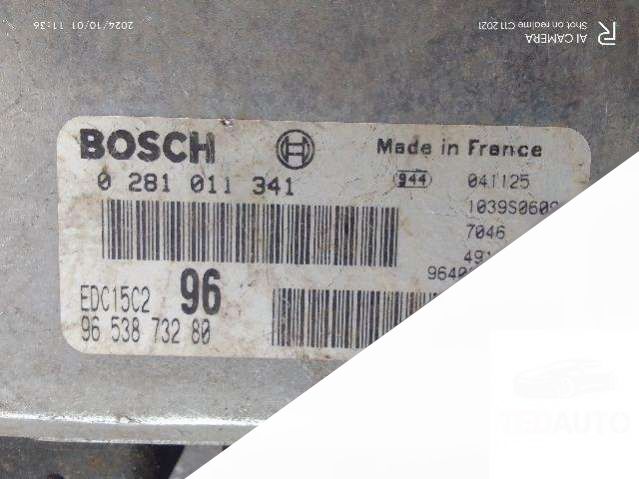 BOSCH
Made in France
0 281 011 341
944
041125
1039S060
7046
EDC15C2
96
96 538 732 80
AI CAMERA
Shot on realme C11 2021
2024/10/01 11:36
TEDAUTO